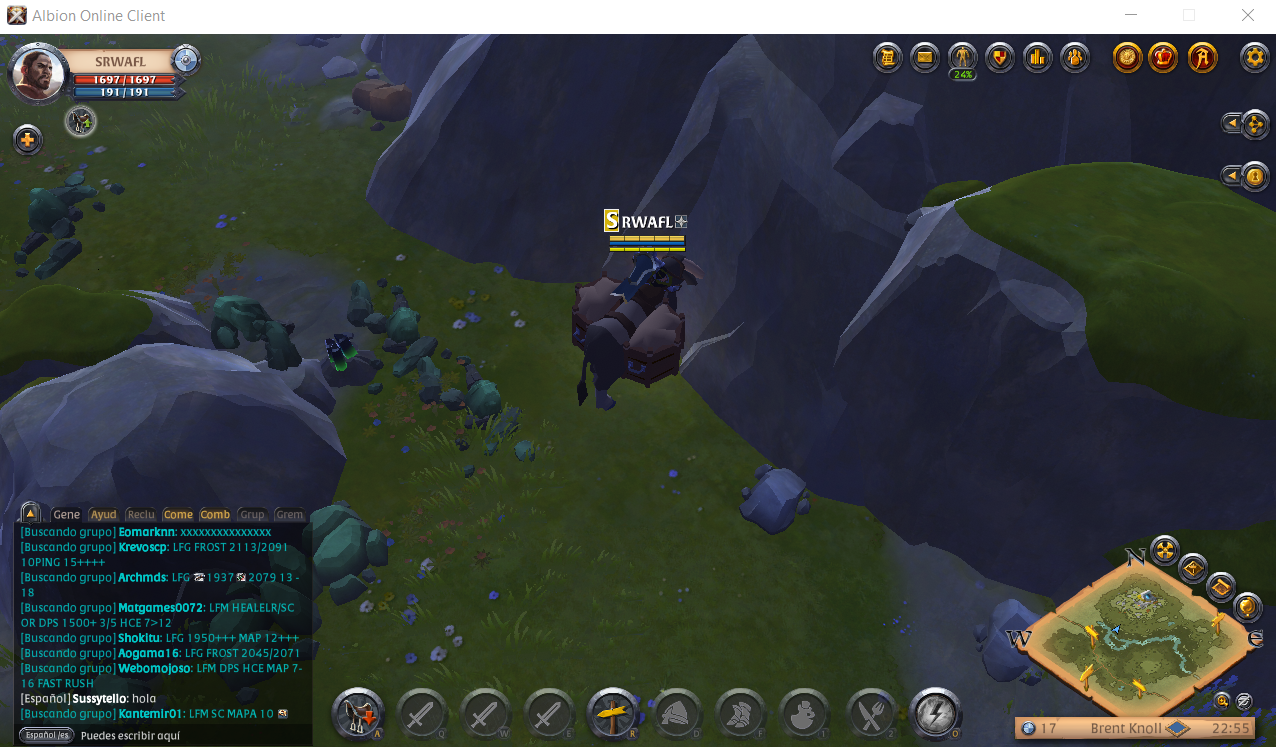 Albion Online Client
SRWAFL
1697 / 1697
191 / 191
24%
SRWAFL
Gene Ayud Reclu Come Comb Grup Grem
[Buscando grupo] Eomarknn: xxxxxxxxxxxxxxx
[Buscando grupo] Krevoscp: LFG FROST 2113/2091
10PING 15++++
[Buscando grupo] Archmds: LFG 1937 2079 13 -
18
[Buscando grupo] Matgames0072: LFM HEALELR/SC
OR DPS 1500+ 3/5 HCE 7>12
[Buscando grupo] Shokitu: LFG 1950+++ MAP 12+++
[Buscando grupo] Aogama16: LFG FROST 2045/2071
[Buscando grupo] Webomojoso: LFM DPS HCE MAP 7-
16 FAST RUSH
[Español] Sussytello: hola
[Buscando grupo] Kantemir01: LFM SC MAPA 10
Español /es Puedes escribir aquí
A Q W E R D F 1 2 O
N
W
E
17 Brent Knoll 22:55